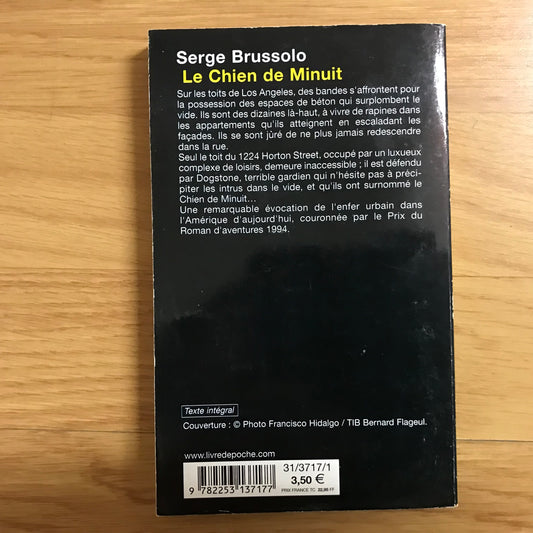 Serge Brussolo
Le Chien de Minuit
Sur les toits de Los Angeles, des bandes s'affrontent pour
la possession des espaces de béton qui surplombent le
vide. Ils sont des dizaines là-haut, à vivre de rapines dans
les appartements qu'ils atteignent en escaladant les
façades. Ils se sont jùré de ne plus jamais redescendre
dans la rue.
Seul le toit du 1224 Horton Street, occupé par un luxueux
complexe de loisirs, demeure inaccessible ; il est défendu
par Dogstone, terrible gardien qui n'hésite pas à préci-
piter les intrus dans le vide, et qu'ils ont surnommé le
Chien de Minuit...
Une remarquable évocation de l'enfer urbain dans
l'Amérique d'aujourd'hui, couronnée par le Prix du
Roman d'aventures 1994.
Texte intégral
Couverture : © Photo Francisco Hidalgo / TIB Bernard Flageul.
www.livredepoche.com
31/3717/1
3,50 €
PRIX FRANCE TC 22,96 FF
9 782253 137177